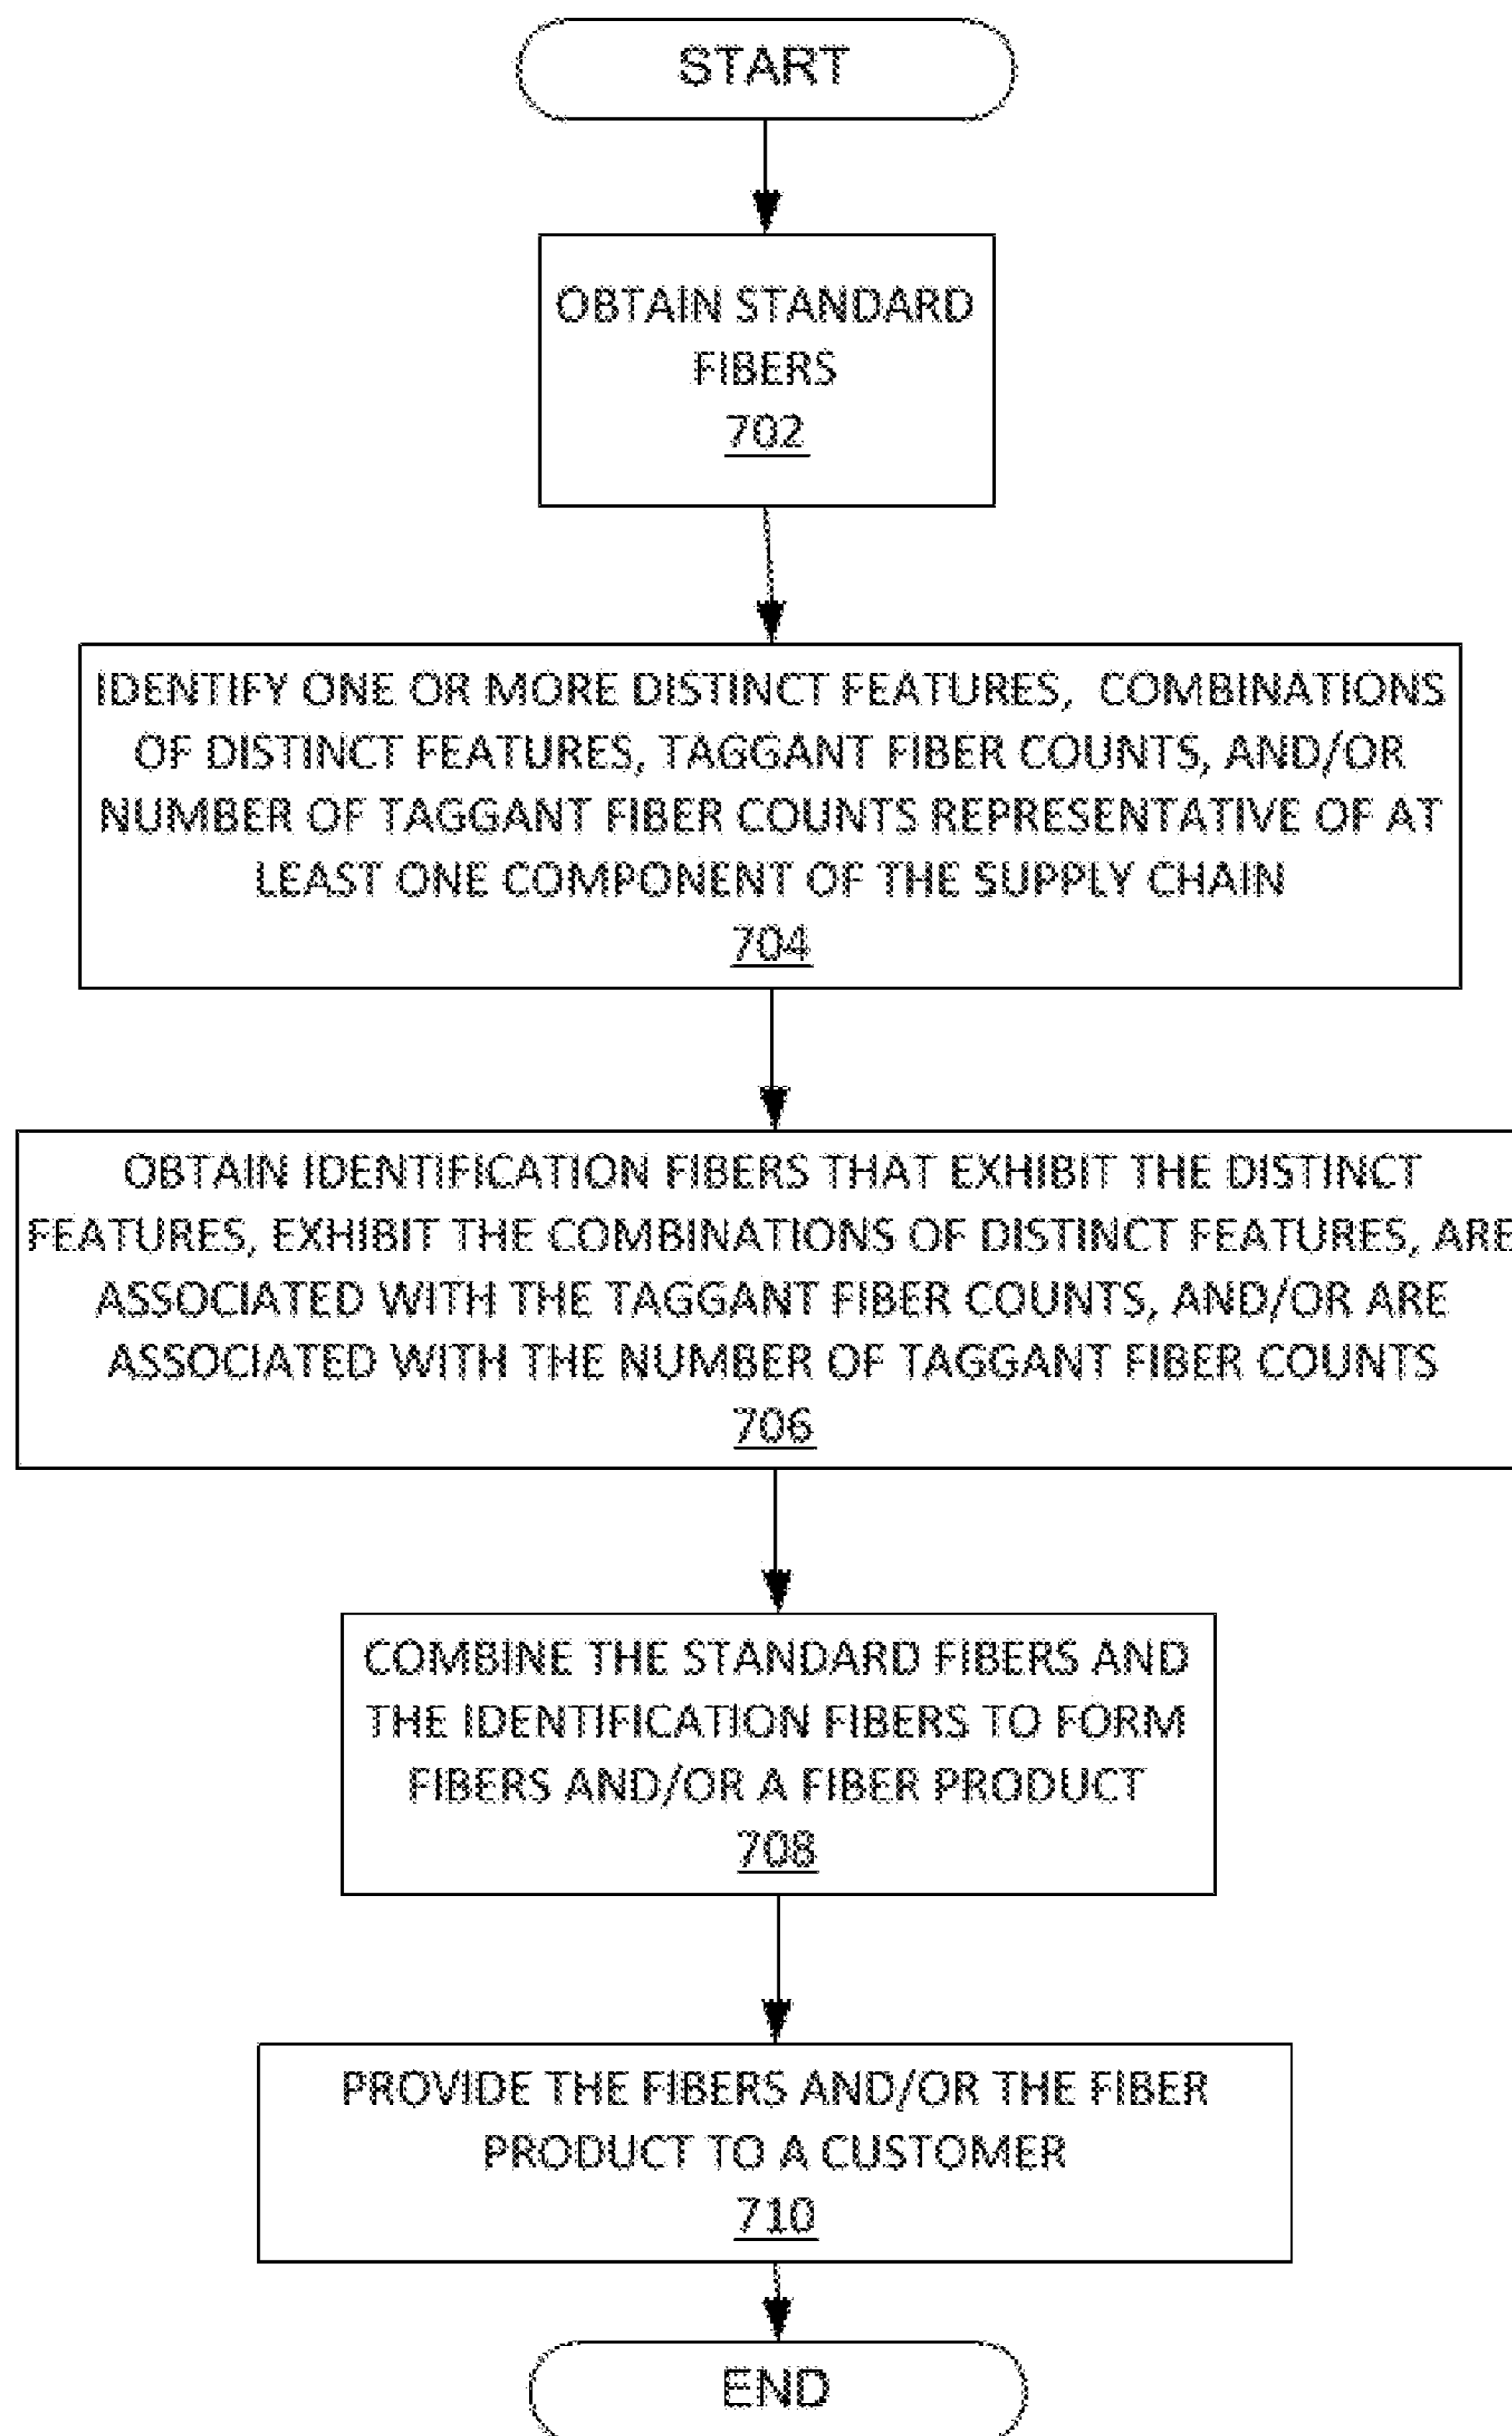 START
OBTAIN STANDARD
FIBERS
702
IDENTIFY ONE OR MORE DISTINCT FEATURES, COMBINATIONS
OF DISTINCT FEATURES, TAGGANT FIBER COUNTS, AND/OR
NUMBER OF TAGGANT FIBER COUNTS REPRESENTATIVE OF AT
LEAST ONE COMPONENT OF THE SUPPLY CHAIN
704
OBTAIN IDENTIFICATION FIBERS THAT EXHIBIT THE DISTINCT
FEATURES, EXHIBIT THE COMBINATIONS OF DISTINCT FEATURES, ARE
ASSOCIATED WITH THE TAGGANT FIBER COUNTS, AND/OR ARE
ASSOCIATED WITH THE NUMBER OF TAGGANT FIBER COUNTS
706
COMBINE THE STANDARD FIBERS AND
THE IDENTIFICATION FIBERS TO FORM
FIBERS AND/OR A FIBER PRODUCT
708
PROVIDE THE FIBERS AND/OR THE FIBER
PRODUCT TO A CUSTOMER
710
END